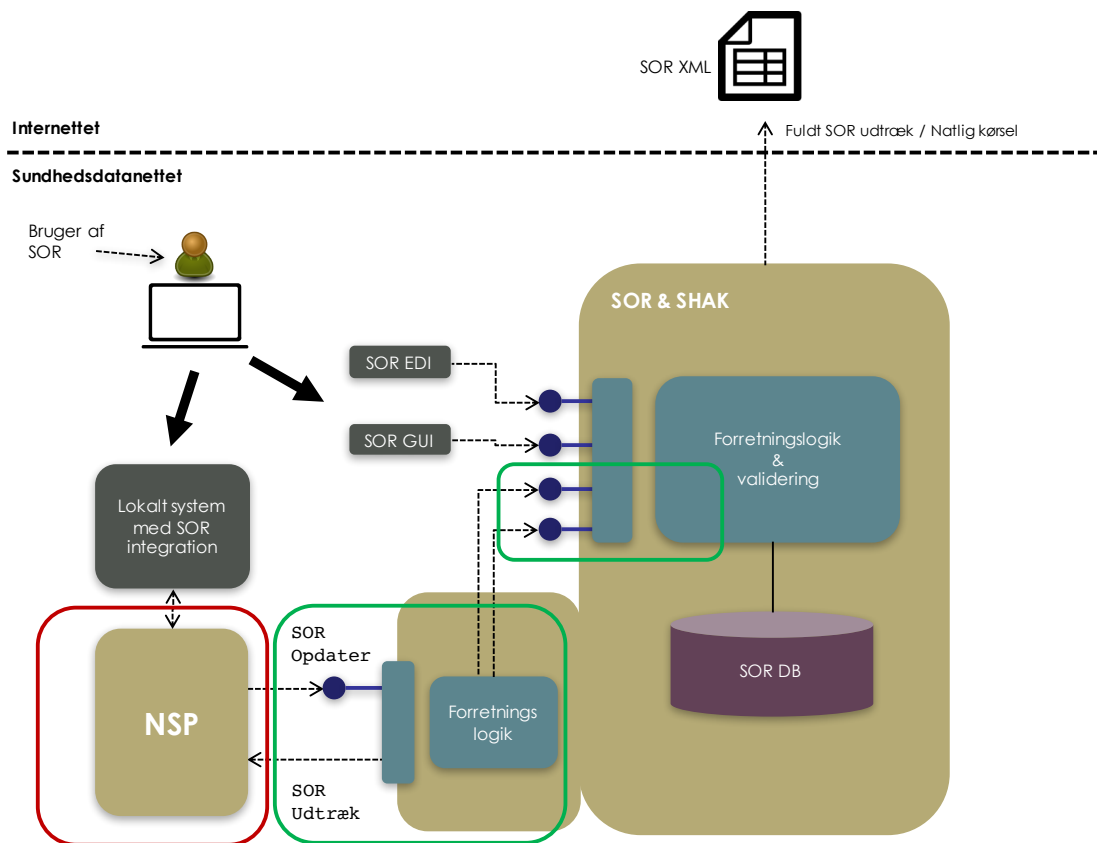 SOR XML
Internettet
Fuldt SOR udtræk / Natlig kørsel
Sundhedsdatanettet
Bruger af
SOR
SOR & SHAK
SOR EDI
SOR GUI
Forretningslogik
&
validering
Lokalt system
med SOR
integration
SOR
Opdater
SOR DB
NSP
Forretnings
logik
SOR
Udtræk